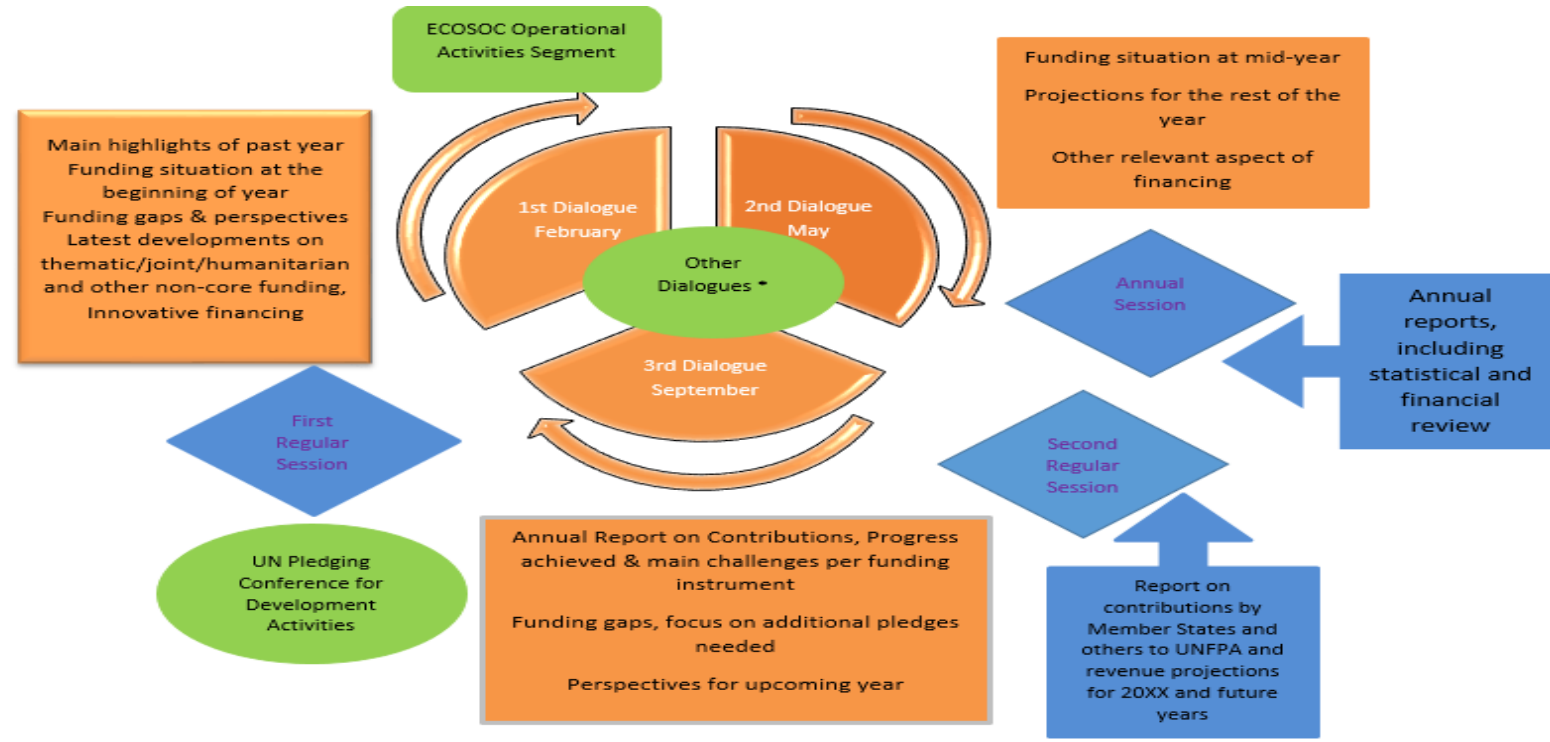 ECOSOC Operational
Activities Segment
Funding situation at mid-year
Projections for the rest of the
year
Other relevant aspect of
financing
Main highlights of past year
Funding situation at the
beginning of year
Funding gaps & perspectives
Latest developments on
thematic/joint/humanitarian
and other non-core funding,
Innovative financing
1st Dialogue
February
2nd Dialogue
May
Other
Dialogues *
3rd Dialogue
September
Annual
Session
Annual
reports,
including
statistical and
financial
review
First
Regular
Session
Second
Regular
Session
UN Pledging
Conference for
Development
Activities
Annual Report on Contributions, Progress
achieved & main challenges per funding
instrument
Funding gaps, focus on additional pledges
needed
Perspectives for upcoming year
Report on
contributions by
Member States and
others to UNFPA and
revenue projections
for 20XX and future
years